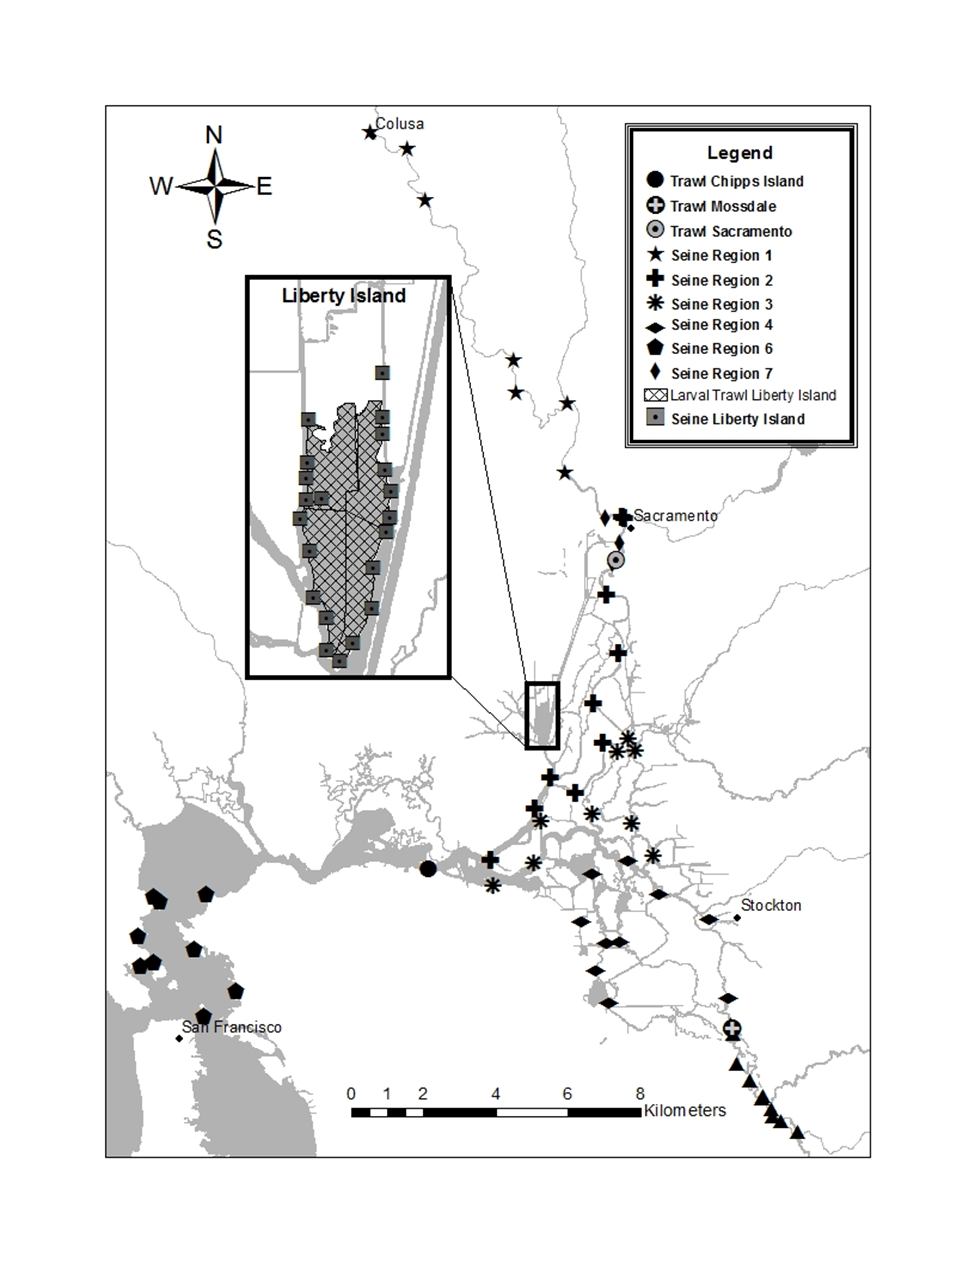 Colusa
N
W E
S
Legend
Trawl Chipps Island
Trawl Mossdale
Trawl Sacramento
Seine Region 1
Seine Region 2
Seine Region 3
Seine Region 4
Seine Region 6
Seine Region 7
Larval Trawl Liberty Island
Seine Liberty Island
Liberty Island
Sacramento
Stockton
San Francisco
0 1 2 4 6 8
Kilometers